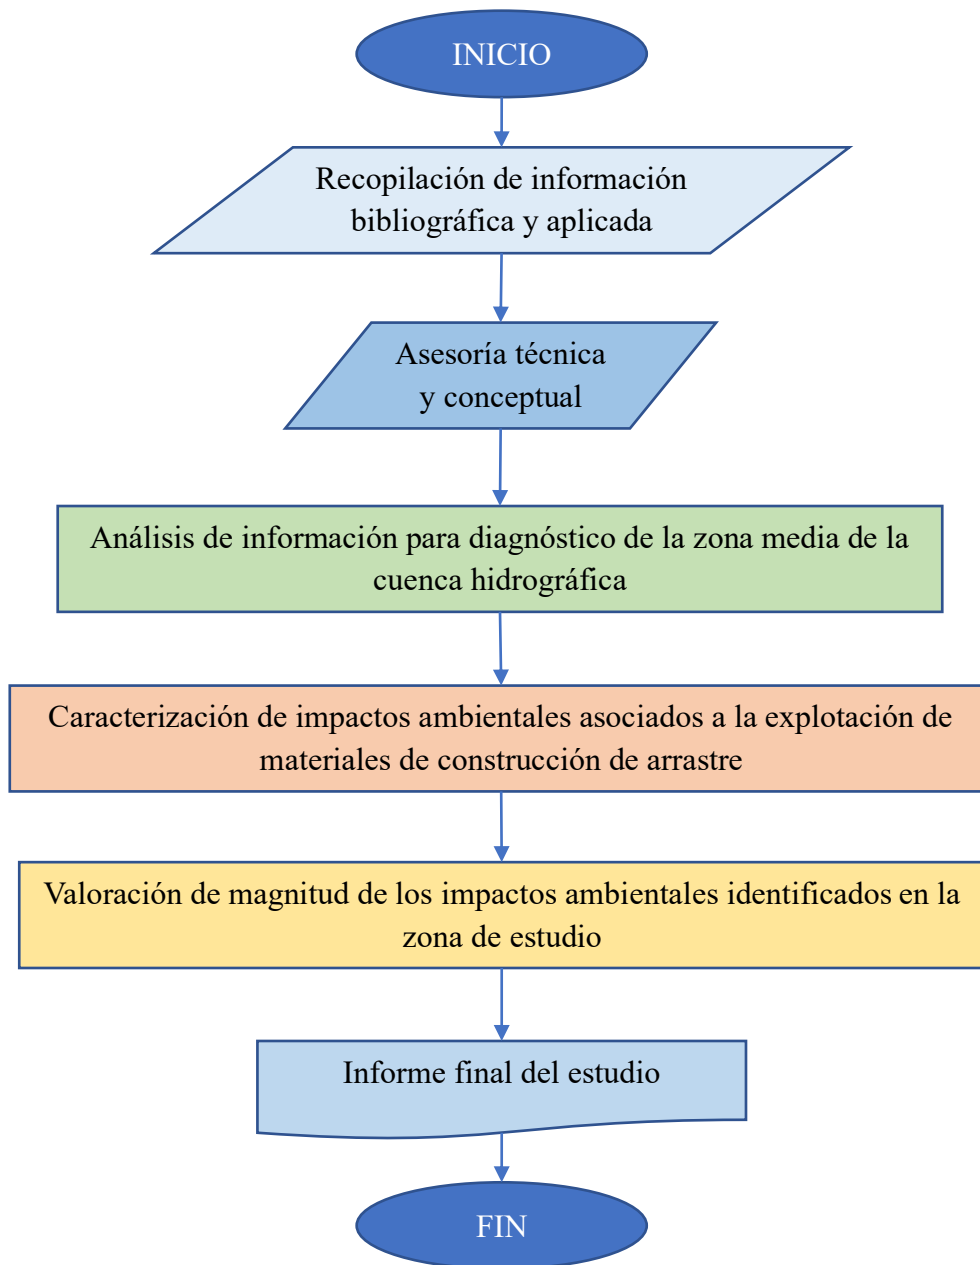 INICIO
Recopilación de información
bibliográfica y aplicada
Asesoría técnica
y conceptual
Análisis de información para diagnóstico de la zona media de la
cuenca hidrográfica
Caracterización de impactos ambientales asociados a la explotación de
materiales de construcción de arrastre
Valoración de magnitud de los impactos ambientales identificados en la
zona de estudio
Informe final del estudio
FIN